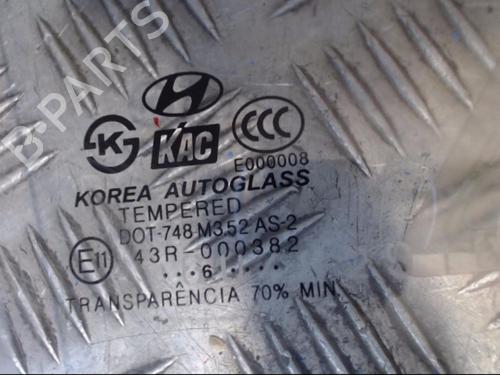 B-PARTS
K KAC CCC
E000008
KOREA AUTOGLASS
TEMPERED
DOT-748 M352 AS-2
E11 43R-000382
...6....
TRANSPARÊNCIA 70% MIN